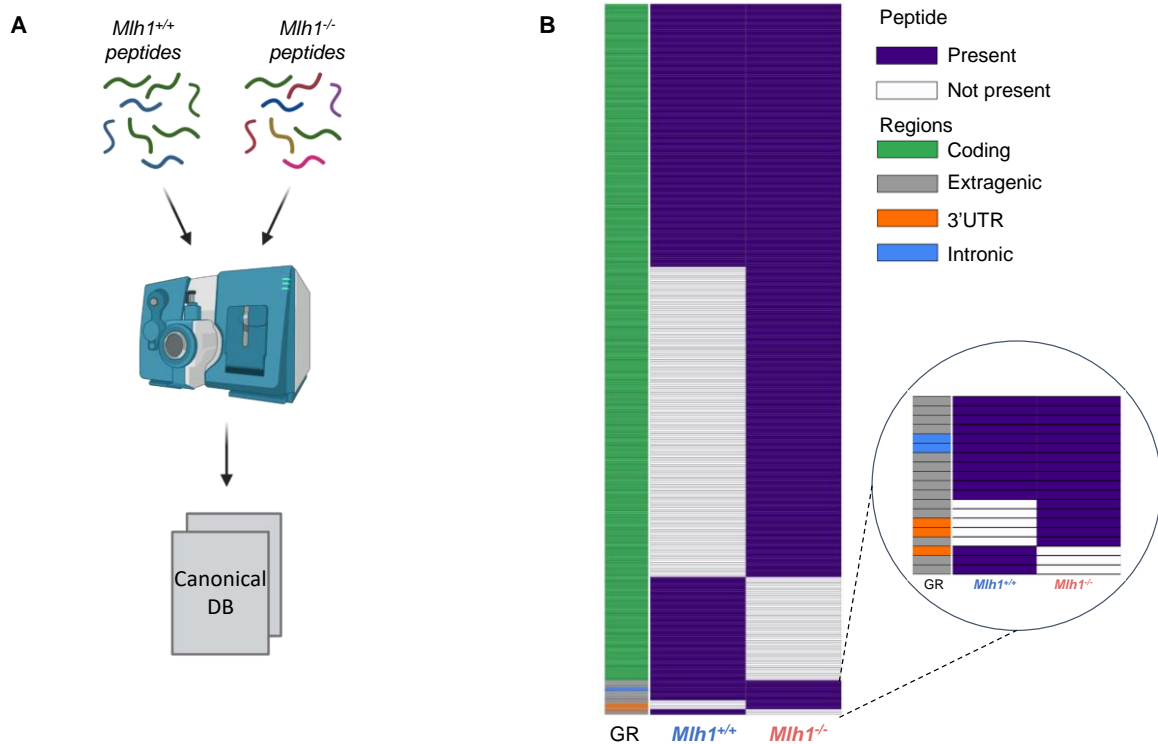 A
Mlh1+/+
peptides
Mlh1-/-
peptides
Canonical
DB
B
GR
Mlh1+/+
Mlh1-/-
Peptide
Present
Not present
Regions
Coding
Extragenic
3'UTR
Intronic
GR
Mlh1+/+
Mlh1-/-